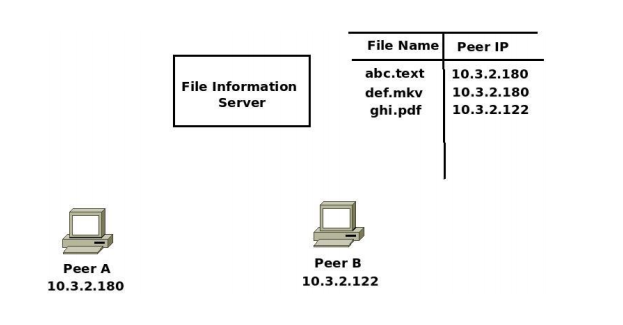 File Name Peer IP
File Information
Server
abc.text 10.3.2.180
def.mkv 10.3.2.180
ghi.pdf 10.3.2.122
Peer A
10.3.2.180
Peer B
10.3.2.122